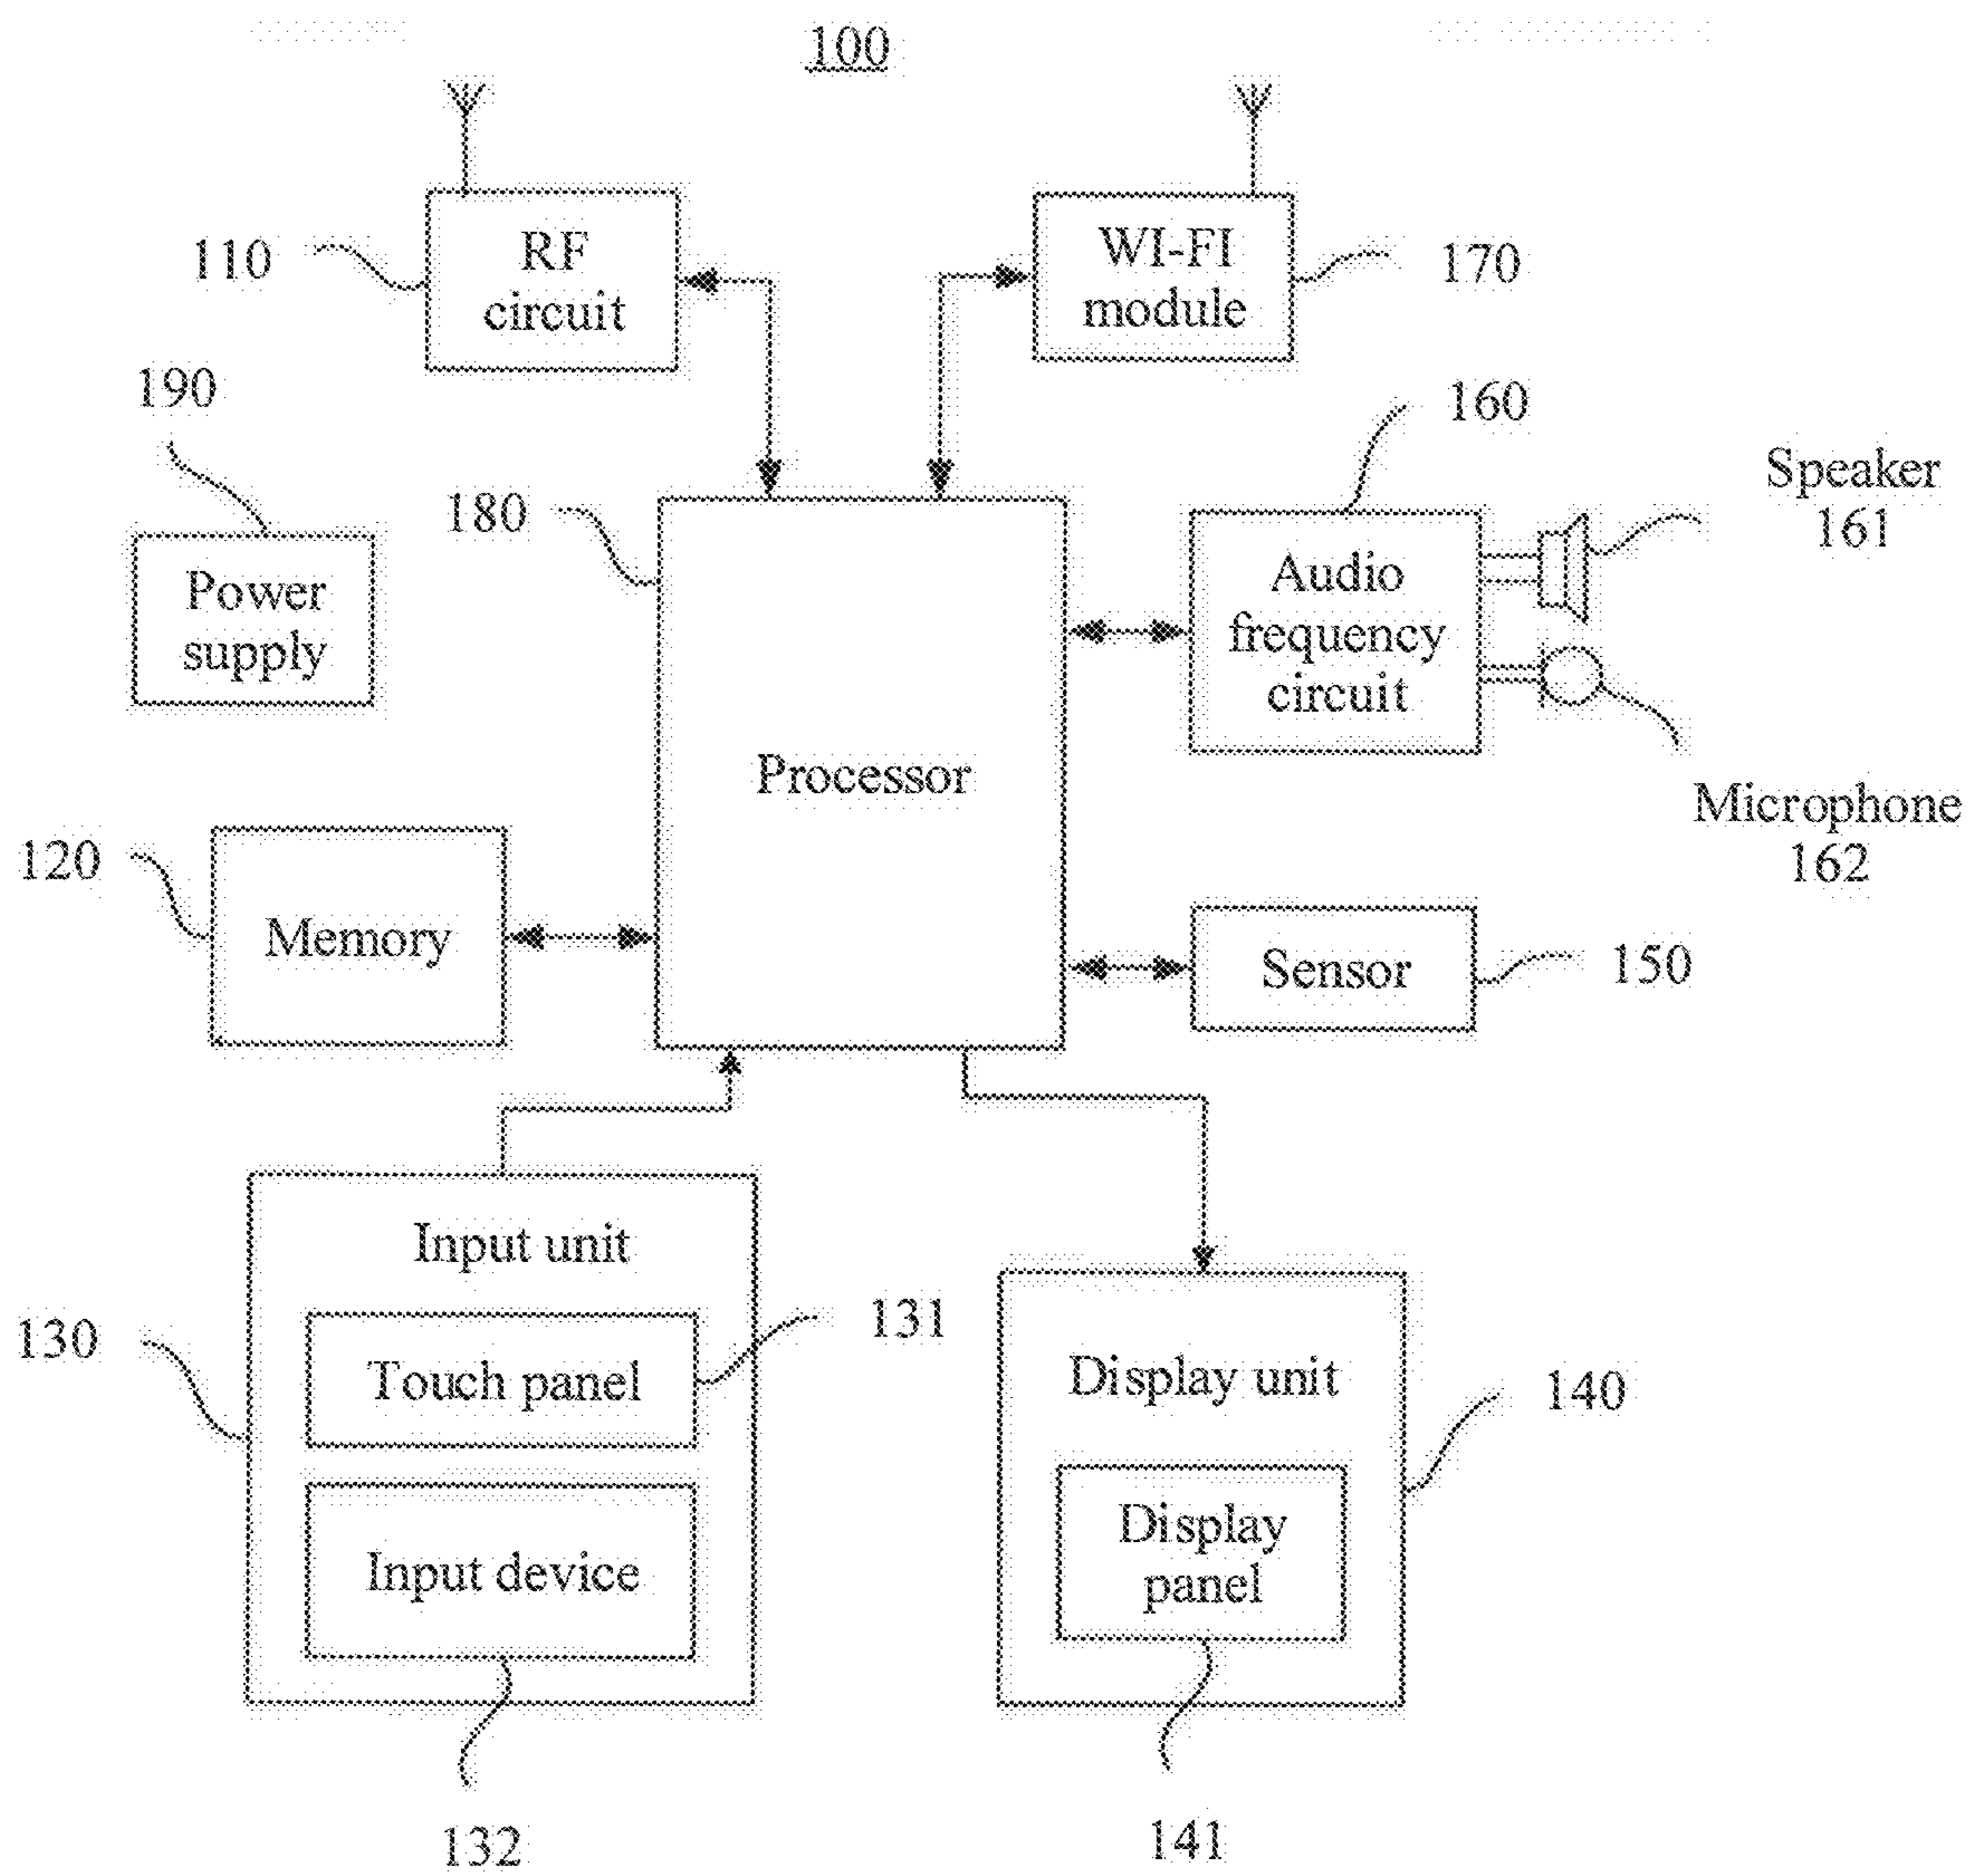 100
110
RF
circuit
WI-FI
module
170
190
160
180
Speaker
161
Power
supply
Audio
frequency
circuit
Processor
Microphone
162
120
Memory
Sensor
150
Input unit
130
Touch panel
131
Display unit
140
Input device
Display
panel
132
141